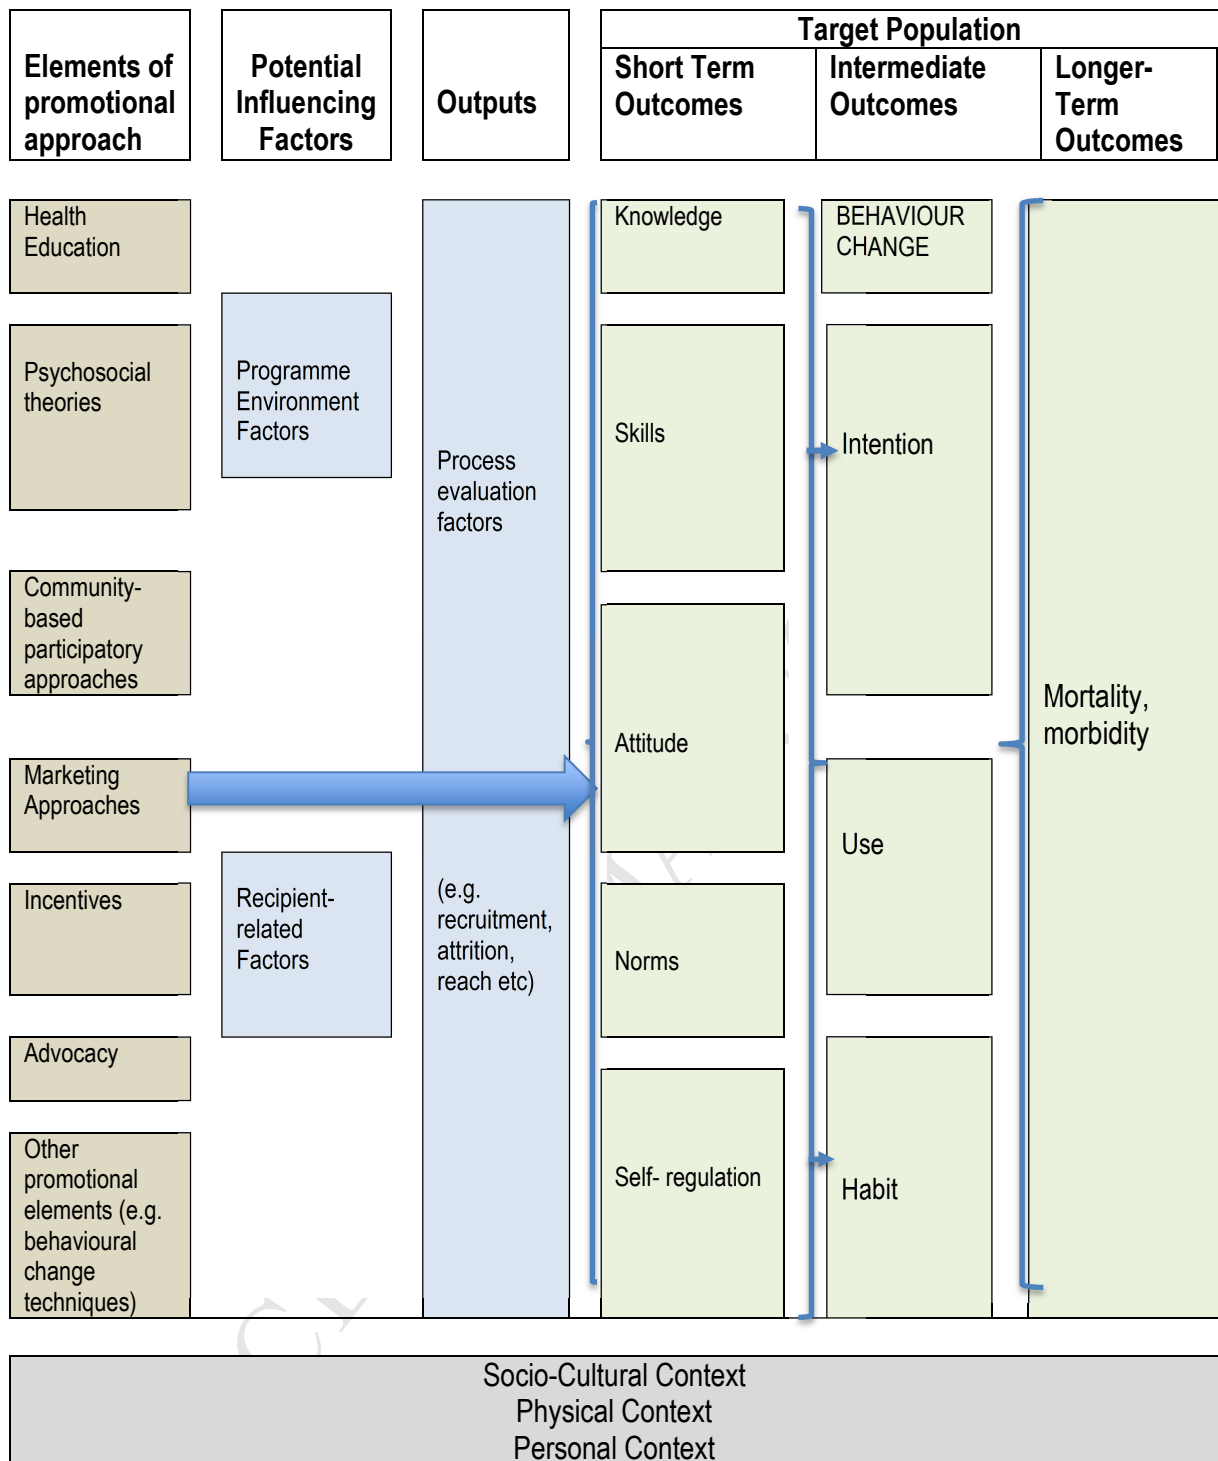 Elements of
promotional
approach
Potential
Influencing
Factors
Outputs
Target Population
Short Term
Outcomes
Intermediate
Outcomes
Longer-
Term
Outcomes
Health
Education
Psychosocial
theories
Community-
based
participatory
approaches
Marketing
Approaches
Incentives
Advocacy
Other
promotional
elements (e.g.
behavioural
change
techniques)
Programme
Environment
Factors
Recipient-
related
Factors
Process
evaluation
factors
(e.g.
recruitment,
attrition,
reach etc)
Knowledge
Skills
Attitude
Norms
Self- regulation
BEHAVIOUR
CHANGE
Intention
Use
Habit
Mortality,
morbidity
Socio-Cultural Context
Physical Context
Personal Context